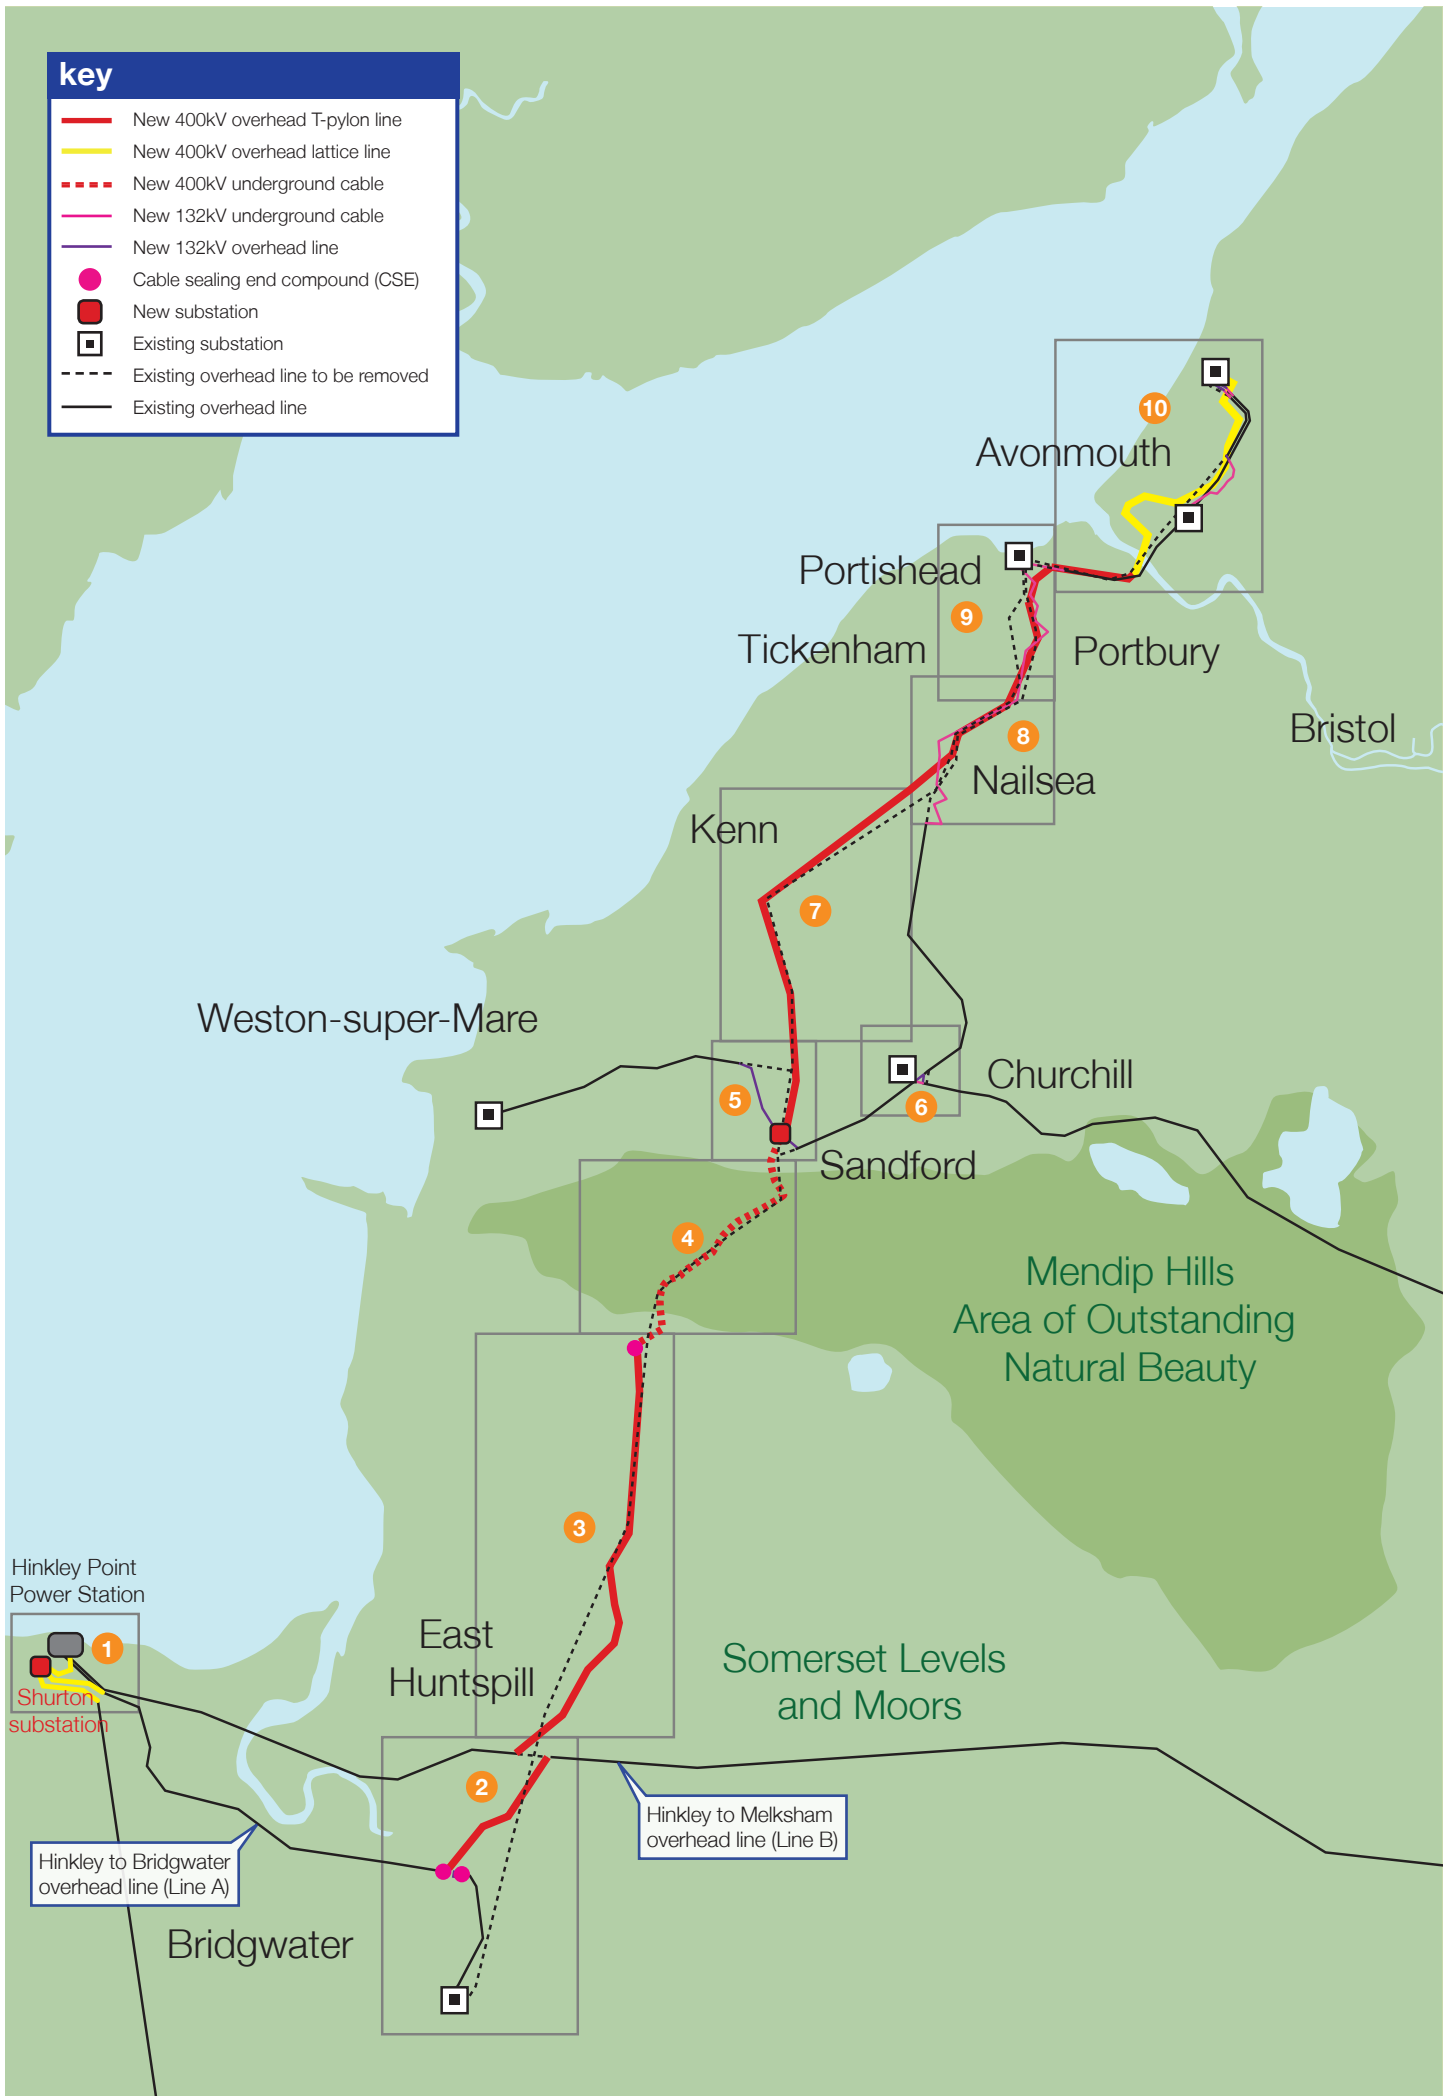 key
New 400kV overhead T-pylon line
New 400kV overhead lattice line
New 400kV underground cable
New 132kV underground cable
New 132kV overhead line
Cable sealing end compound (CSE)
New substation
Existing substation
Existing overhead line to be removed
Existing overhead line
10
Avonmouth
Portishead
9
Tickenham
Portbury
Bristol
8
Nailsea
Kenn
7
Weston-super-Mare
Churchill
5
6
Sandford
4
Mendip Hills
Area of Outstanding
Natural Beauty
3
Hinkley Point
Power Station
1
East
Huntspill
Somerset Levels
and Moors
Shurton
substation
2
Hinkley to Melksham
overhead line (Line B)
Hinkley to Bridgwater
overhead line (Line A)
Bridgwater